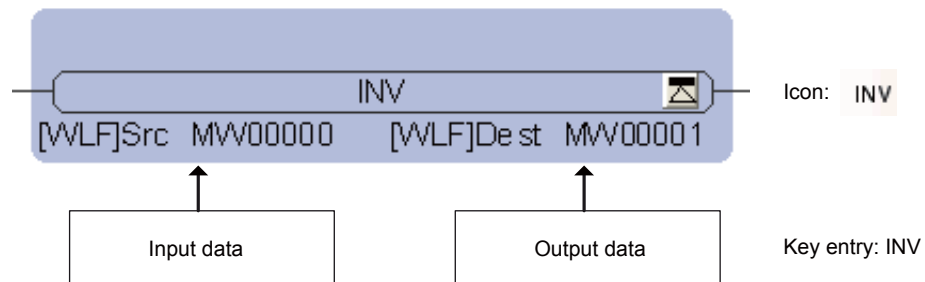 INV
Icon: INV
[WLF]Src MW00000 [WLF]Dest MW00001
Input data
Output data
Key entry: INV